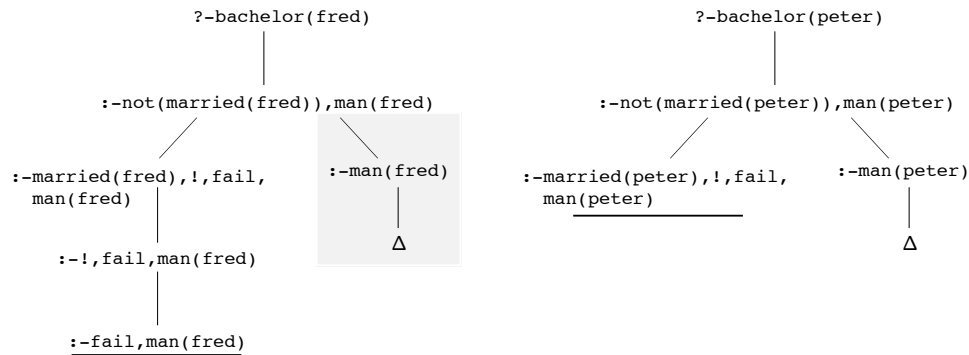 ?-bachelor(fred)
:-not(married(fred)),man(fred)
:-married(fred),!,fail,
man(fred)
:-man(fred)
Δ
:-!,fail,man(fred)
:-fail,man(fred)
?-bachelor(peter)
:-not(married(peter)),man(peter)
:-married(peter),!,fail,
man(peter)
:-man(peter)
Δ